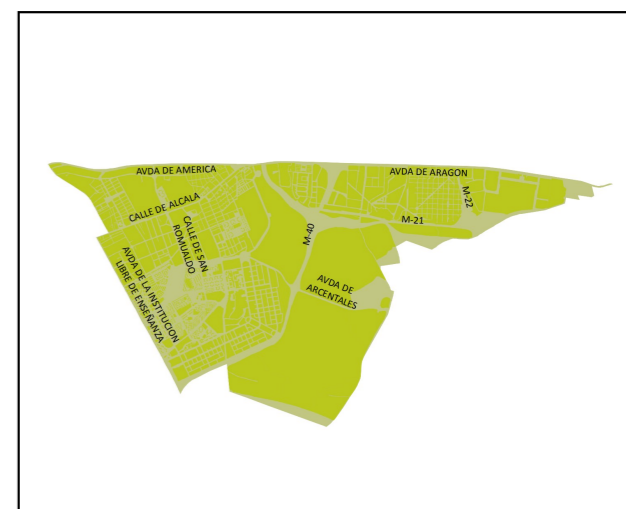 AVDA DE AMERICA
AVDA DE ARAGON
CALLE DE ALCALA
M-22
M-21
CALLE DE SAN
ROMUALDO
M-40
AVDA DE LA INSTITUCION
LIBRE DE ENSEÑANZA
AVDA DE
ARCENTALES